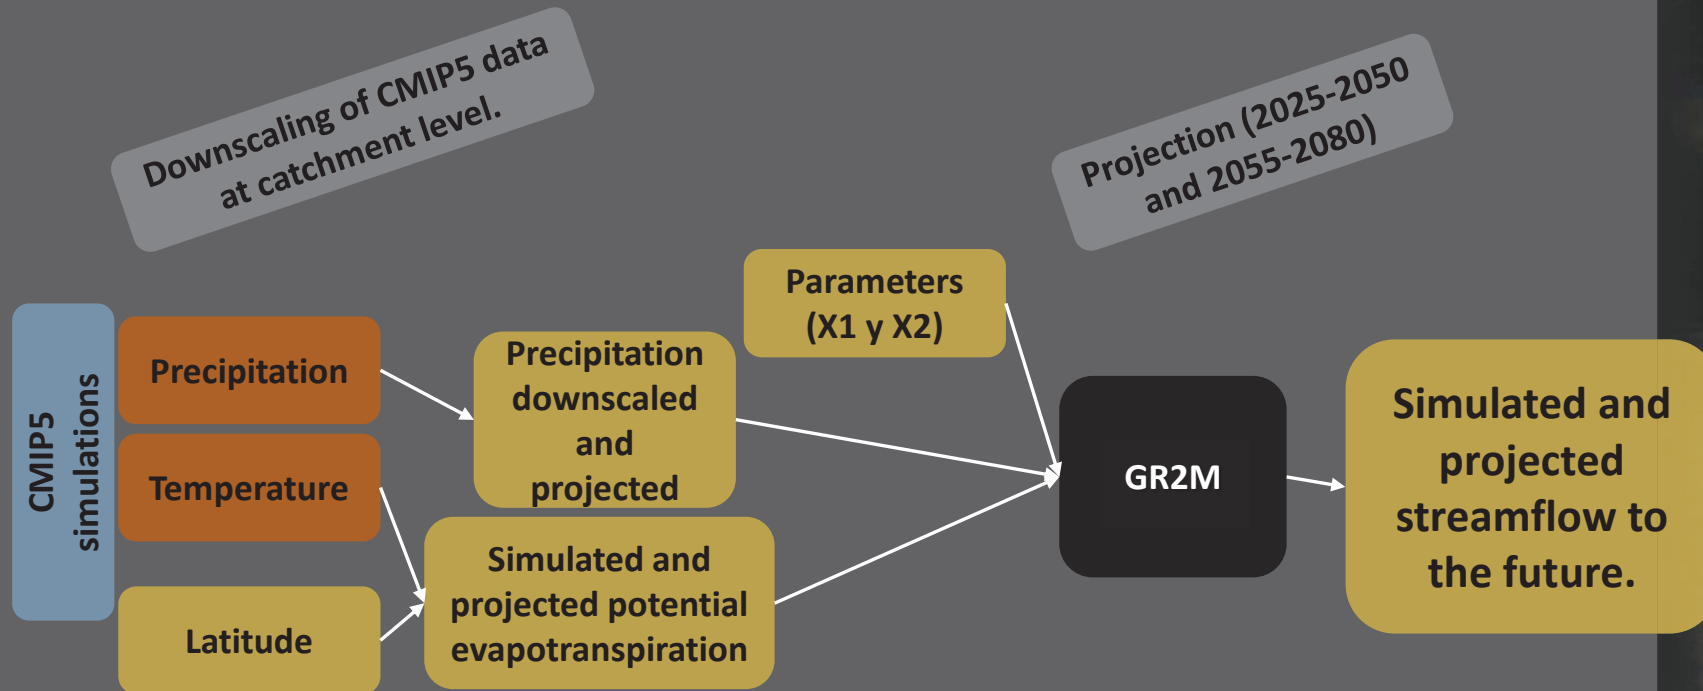 Downscaling of CMIP5 data
at catchment level.
Projection (2025-2050
and 2055-2080)
CMIP5
simulations
Precipitation
Temperature
Latitude
Precipitation
downscaled
and
projected
Simulated and
projected potential
evapotranspiration
Parameters
(X1 y X2)
GR2M
Simulated and
projected
streamflow to
the future.